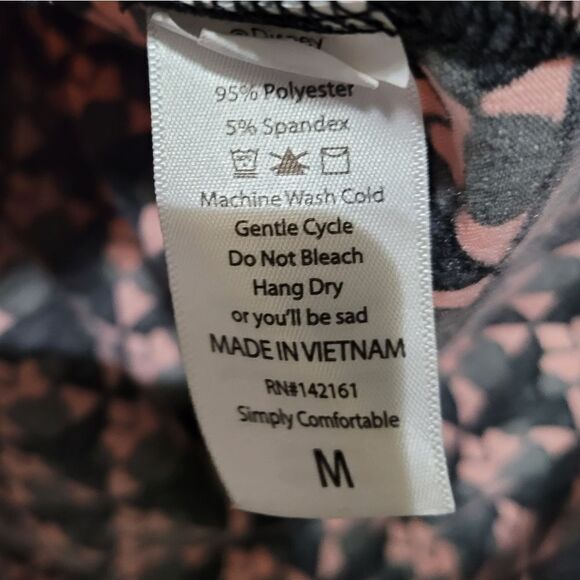 ©Disney
95% Polyester
5% Spandex
Machine Wash Cold
Gentle Cycle
Do Not Bleach
Hang Dry
or you'll be sad
MADE IN VIETNAM
RN#142161
Simply Comfortable
M